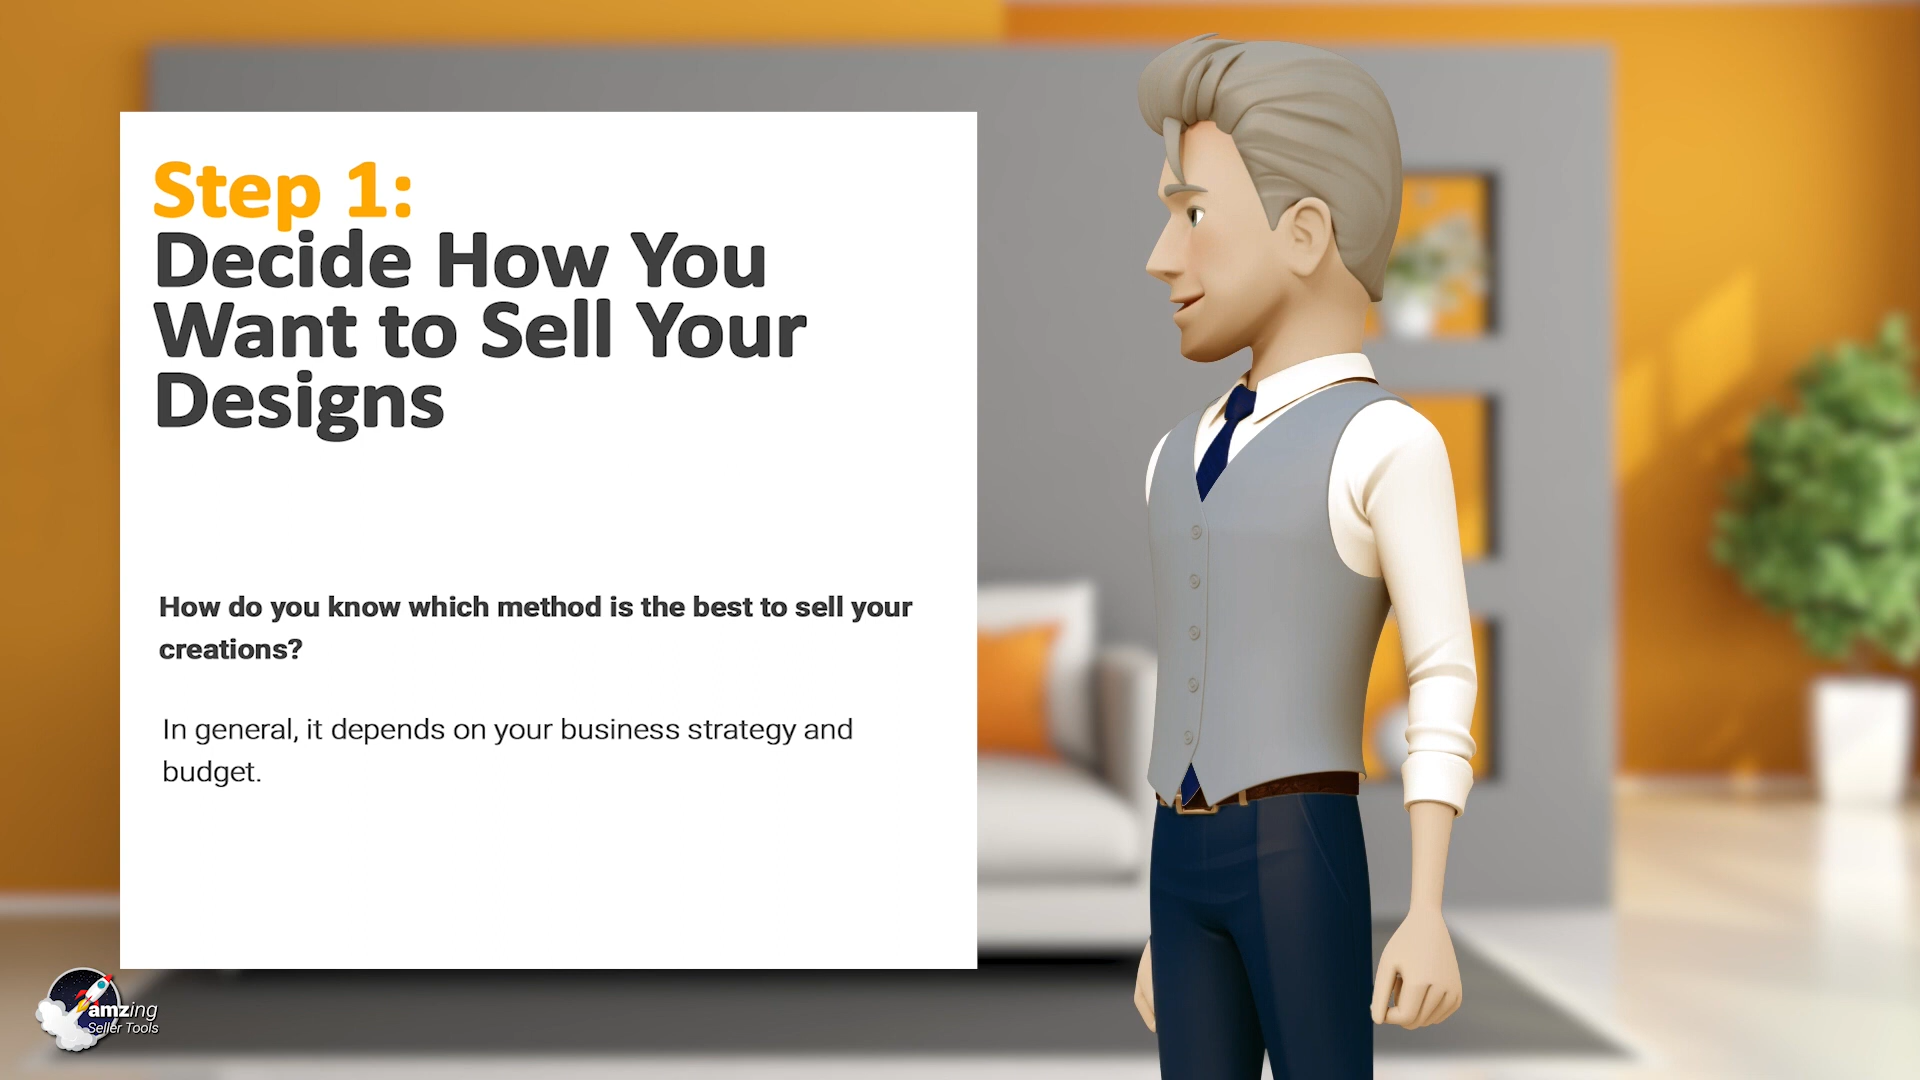 Step 1:
Decide How You
Want to Sell Your
Designs
How do you know which method is the best to sell your
creations?
In general, it depends on your business strategy and
budget.
amzing
Seller Tools